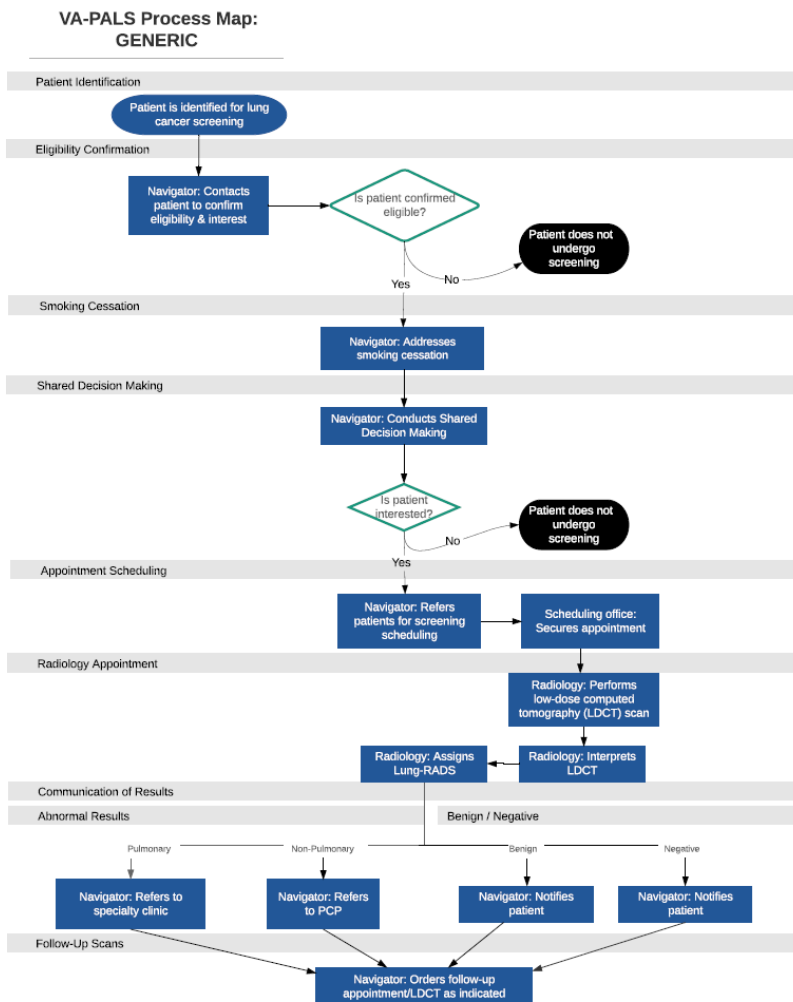 VA-PALS Process Map:
GENERIC
Patient Identification
Patient is identified for lung
cancer screening
Eligibility Confirmation
Navigator: Contacts
patient to confirm
eligibility & interest
Is patient confirmed
eligible?
Patient does not
undergo
screening
No
Yes
Smoking Cessation
Navigator: Addresses
smoking cessation
Shared Decision Making
Navigator: Conducts Shared
Decision Making
Is patient
interested?
Patient does not
undergo
screening
No
Yes
Appointment Scheduling
Navigator: Refers
patients for screening
scheduling
Scheduling office:
Secures appointment
Radiology Appointment
Radiology: Performs
low-dose computed
tomography (LDCT) scan
Radiology: Assigns
Lung-RADS
Radiology: Interprets
LDCT
Communication of Results
Abnormal Results
Benign / Negative
Pulmonary
Non-Pulmonary
Benign
Negative
Navigator: Refers to
specialty clinic
Navigator: Refers
to PCP
Navigator: Notifies
patient
Navigator: Notifies
patient
Follow-Up Scans
Navigator: Orders follow-up
appointment/LDCT as indicated